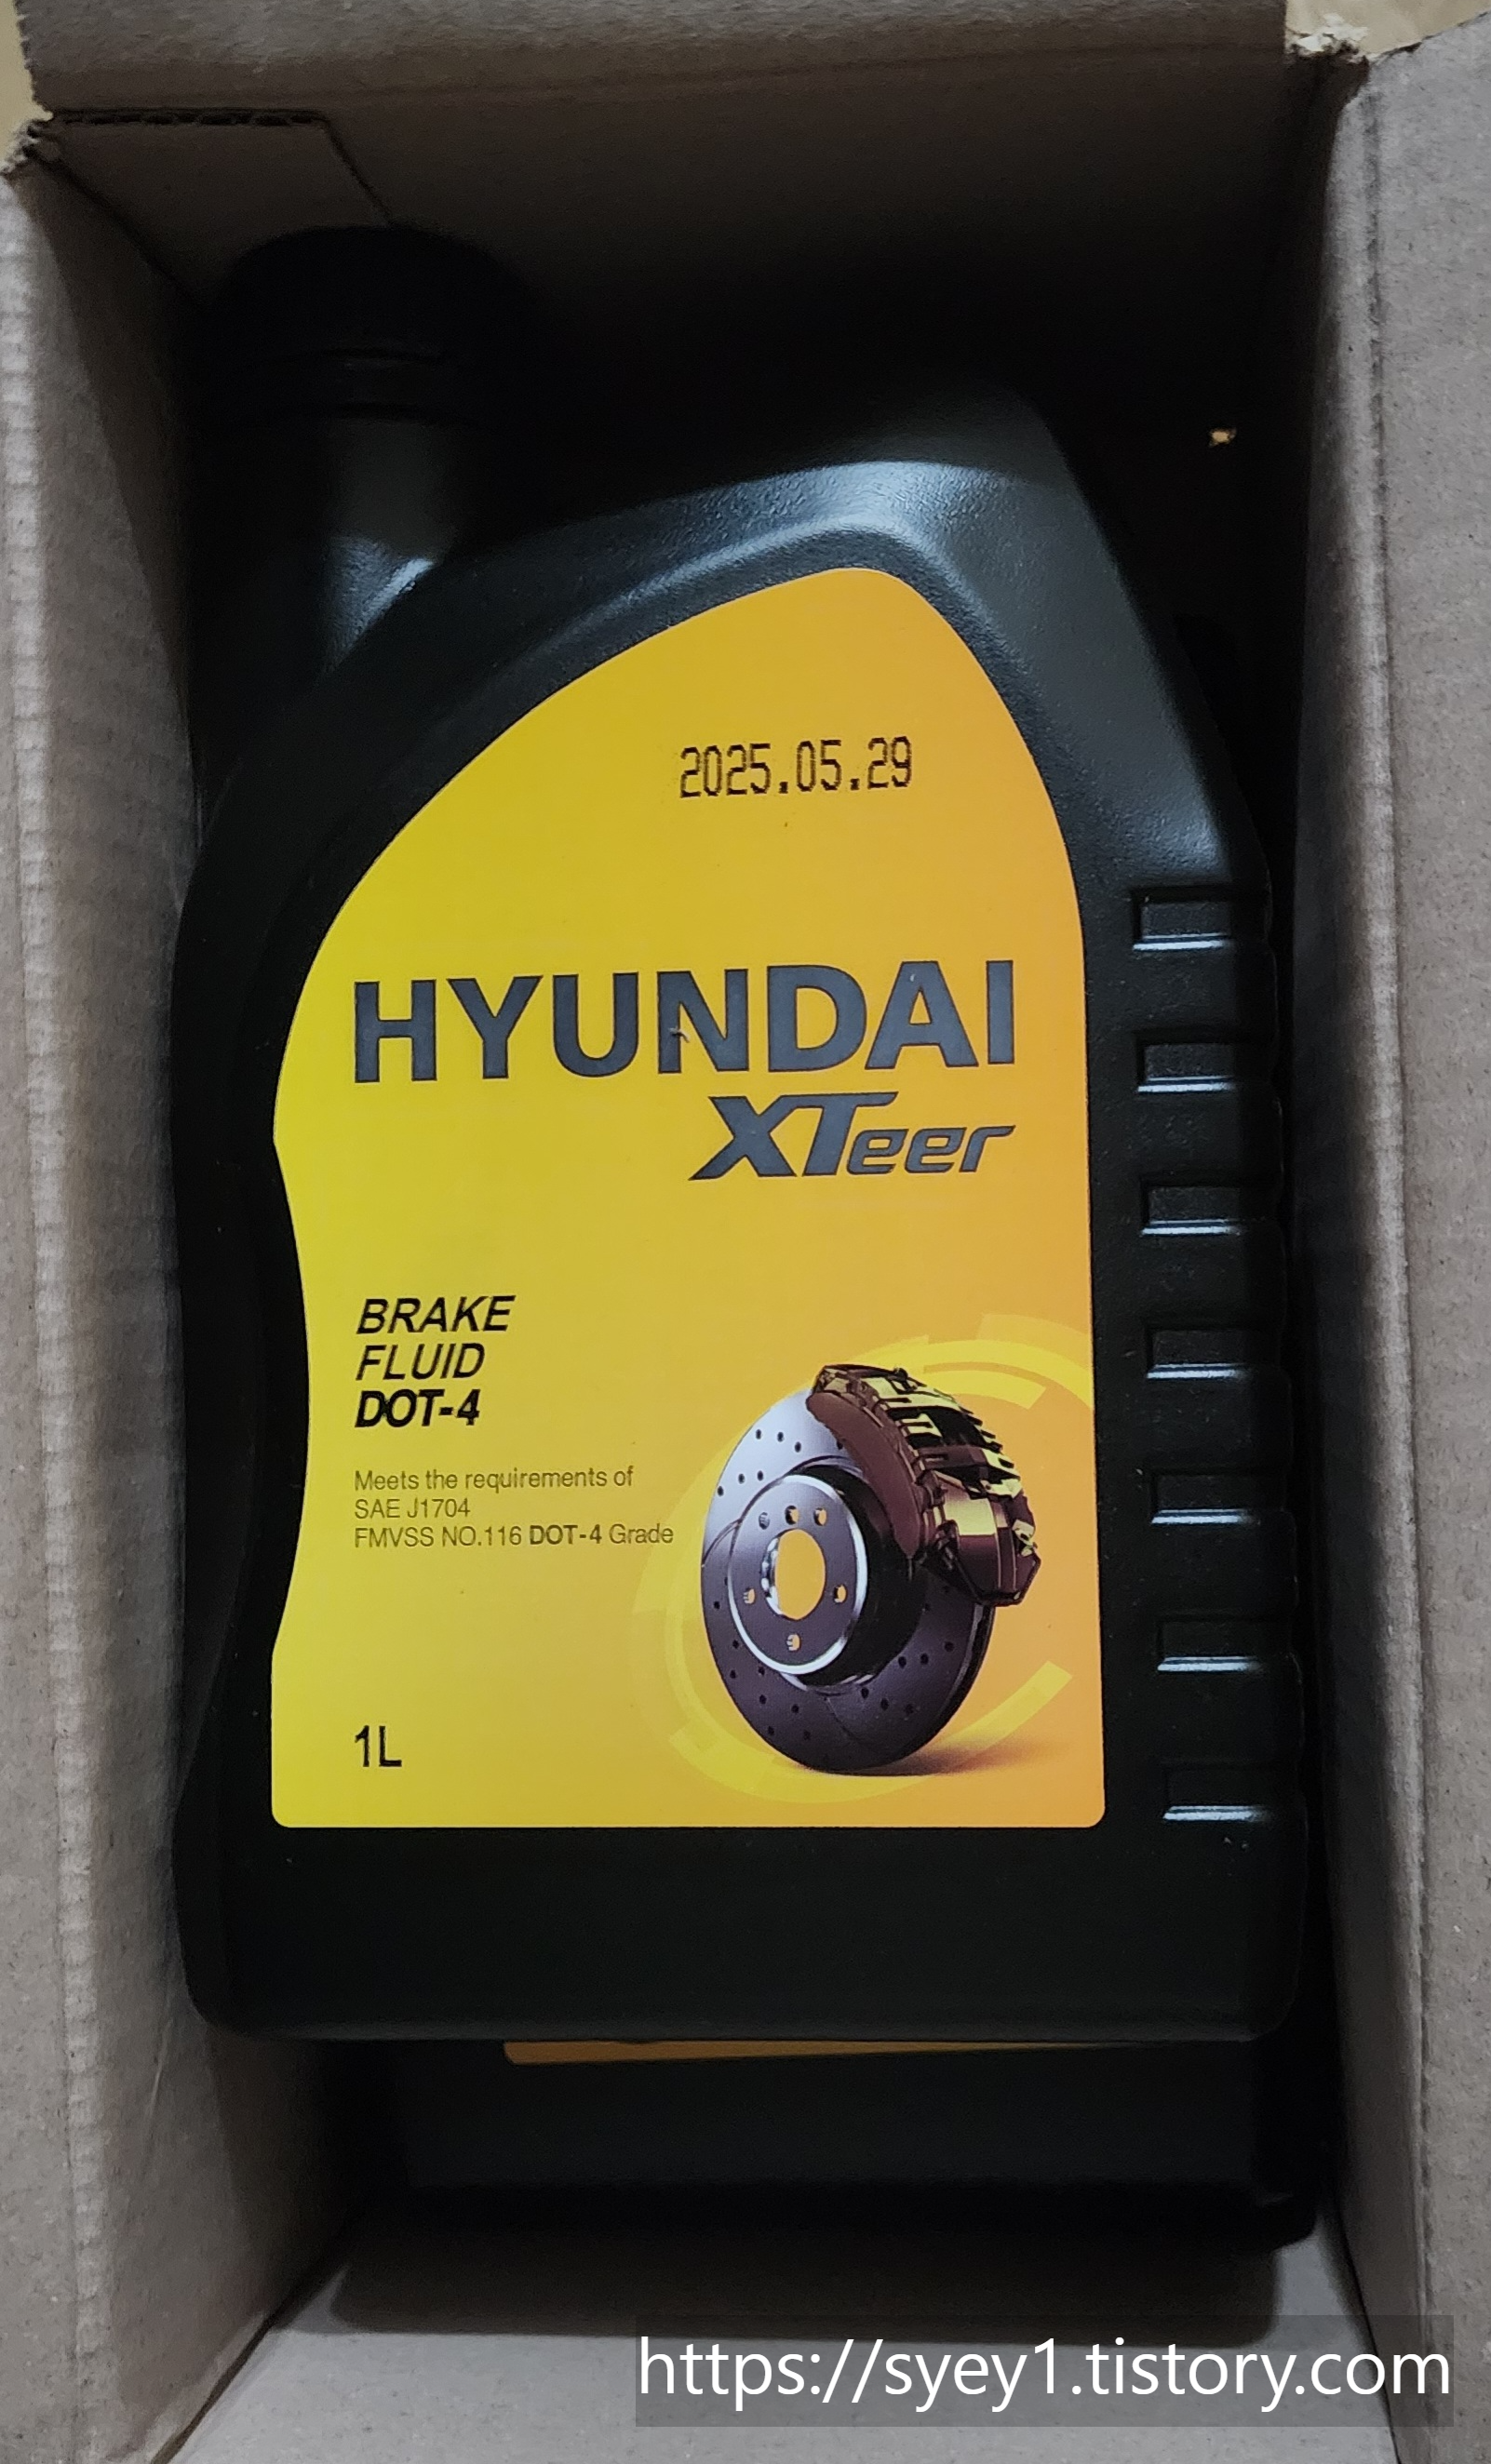 2025.05.29
HYUNDAI
XTeer
BRAKE
FLUID
DOT-4
Meets the requirements of
SAE J1704
FMVSS NO.116 DOT-4 Grade
1L
https://syey1.tistory.com